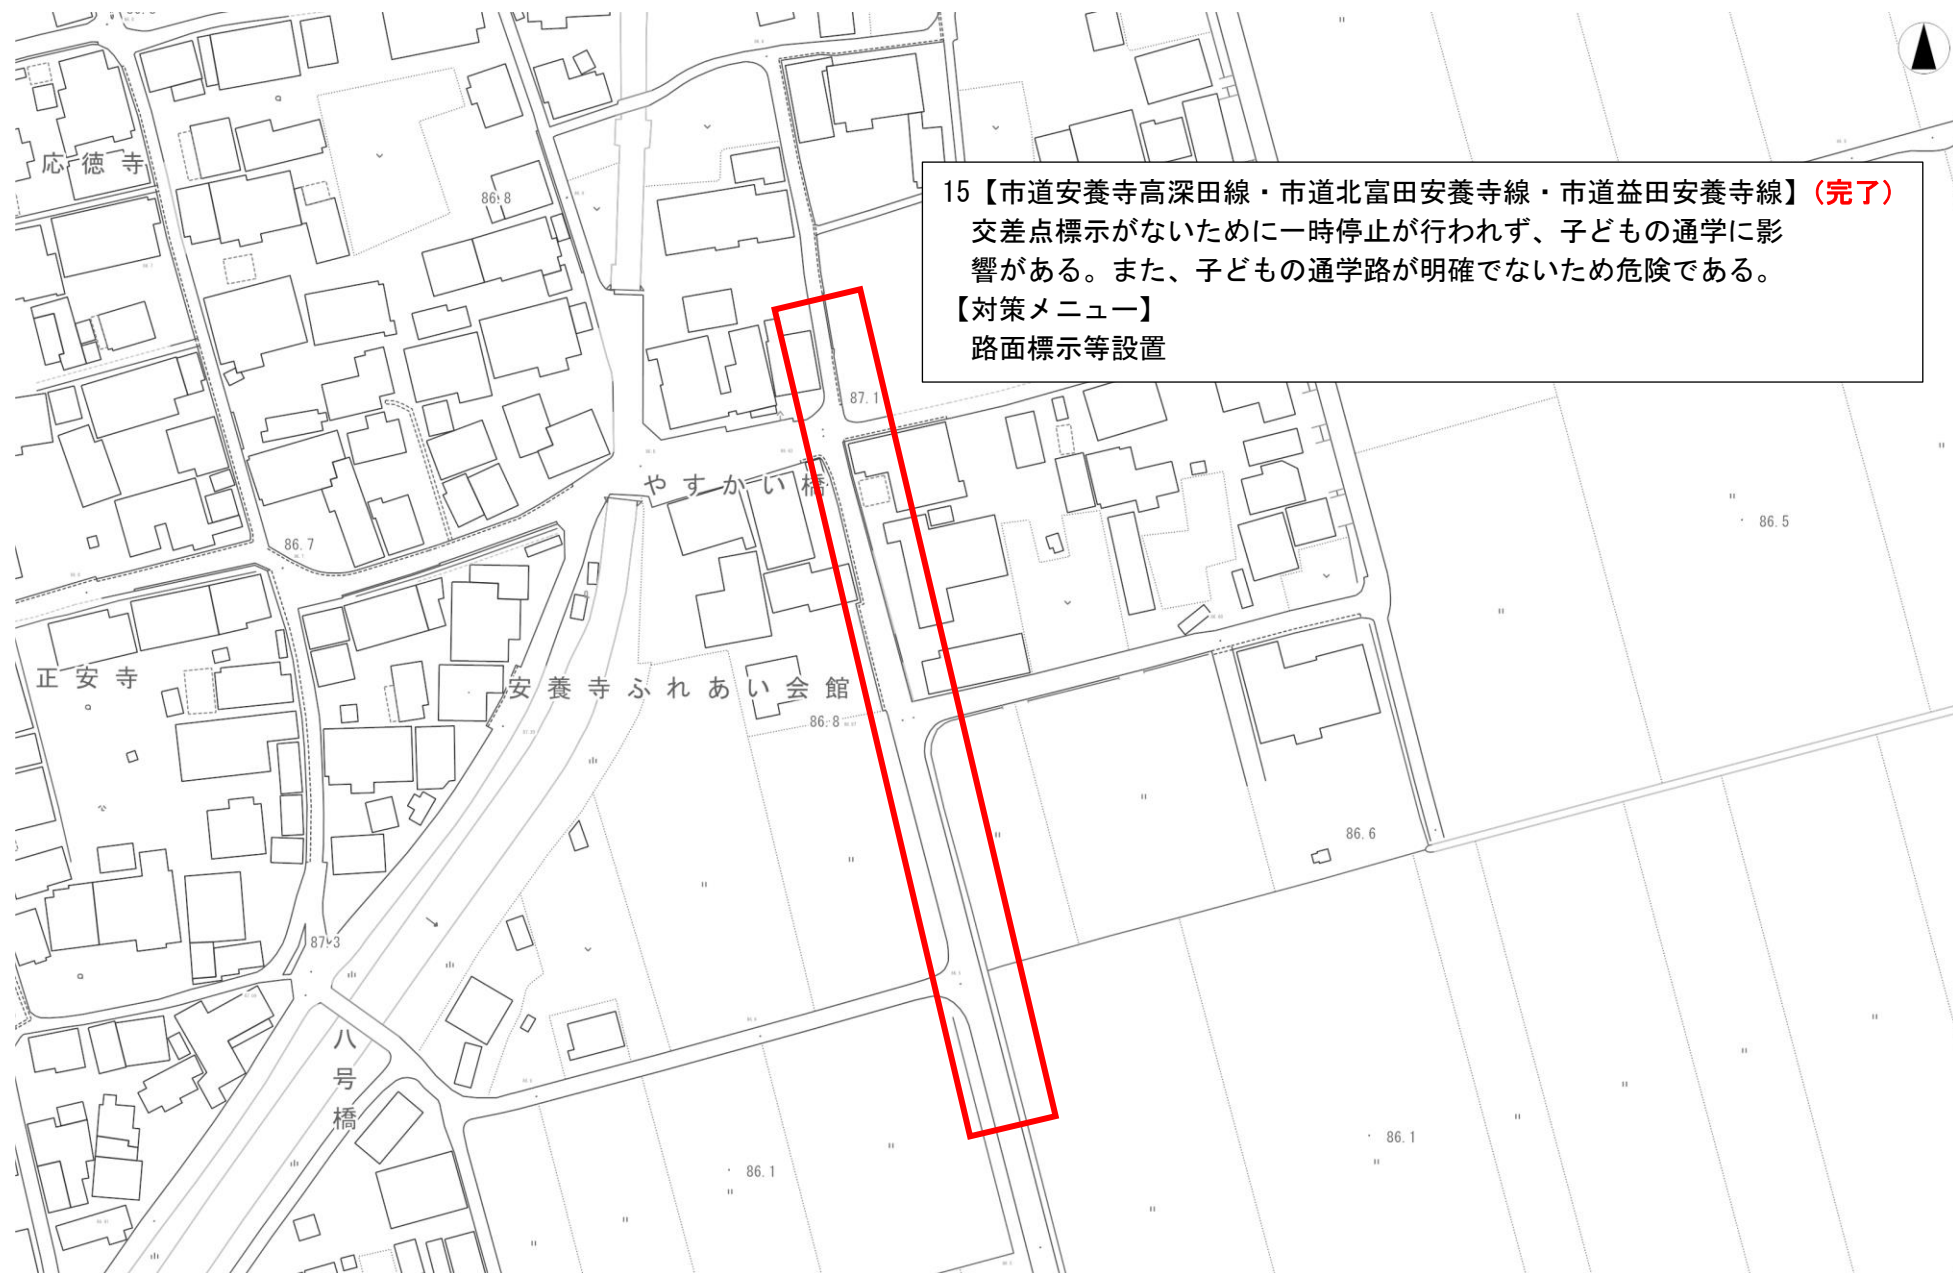 応徳寺
86.8
15【市道安養寺高深田線・市道北富田安養寺線・市道益田安養寺線】(完了)
交差点標示がないために一時停止が行われず、子どもの通学に影
響がある。また、子どもの通学路が明確でないため危険である。
【対策メニュー】
路面標示等設置
87.1
やすかい橋
86.5
86.7
正安寺
安養寺ふれあい会館
86.8
86.6
87.3
八号橋
86.1
86.1